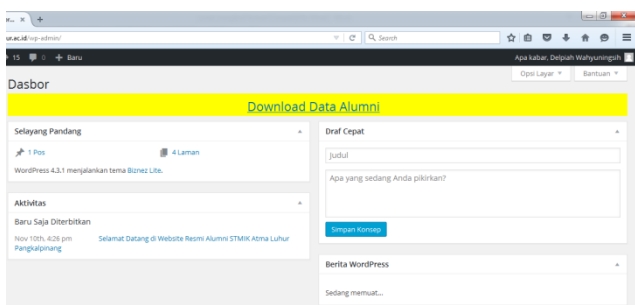 ur.ac.id/wp-admin/
Search
15 0 + Baru
Apa kabar, Delpiah Wahyuningsih
Opsi Layar
Bantuan
Dasbor
Download Data Alumni
Selayang Pandang
1 Pos
4 Laman
WordPress 4.3.1 menjalankan tema Biznez Lite.
Aktivitas
Baru Saja Diterbitkan
Nov 10th, 4:26 pm
Selamat Datang di Website Resmi Alumni STMIK Atma Luhur
Pangkalpinang
Draf Cepat
Judul
Apa yang sedang Anda pikirkan?
Simpan Konsep
Berita WordPress
Sedang memuat...